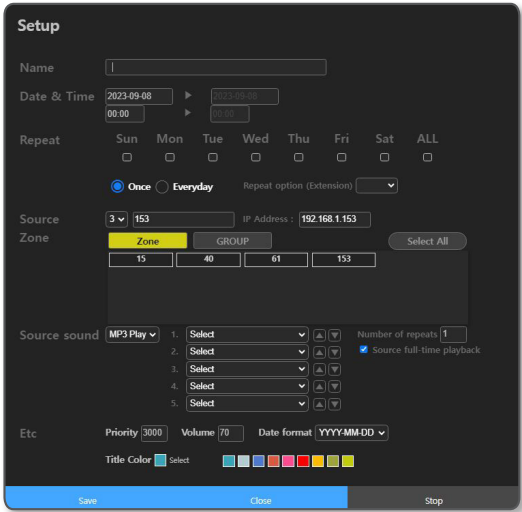 Setup
Name
Date & Time 2023-09-08 2023-09-08
00:00 00:00
Repeat Sun Mon Tue Wed Thu Fri Sat ALL
Once Everyday Repeat option (Extension)
Source 3 153 IP Address : 192.168.1.153
Zone Zone GROUP Select All
15 40 61 153
Source sound MP3 Play 1. Select Number of repeats 1
2. Select Source full-time playback
3. Select
4. Select
5. Select
Etc Priority 3000 Volume 70 Date format YYYY-MM-DD
Title Color Select
Save Close Stop